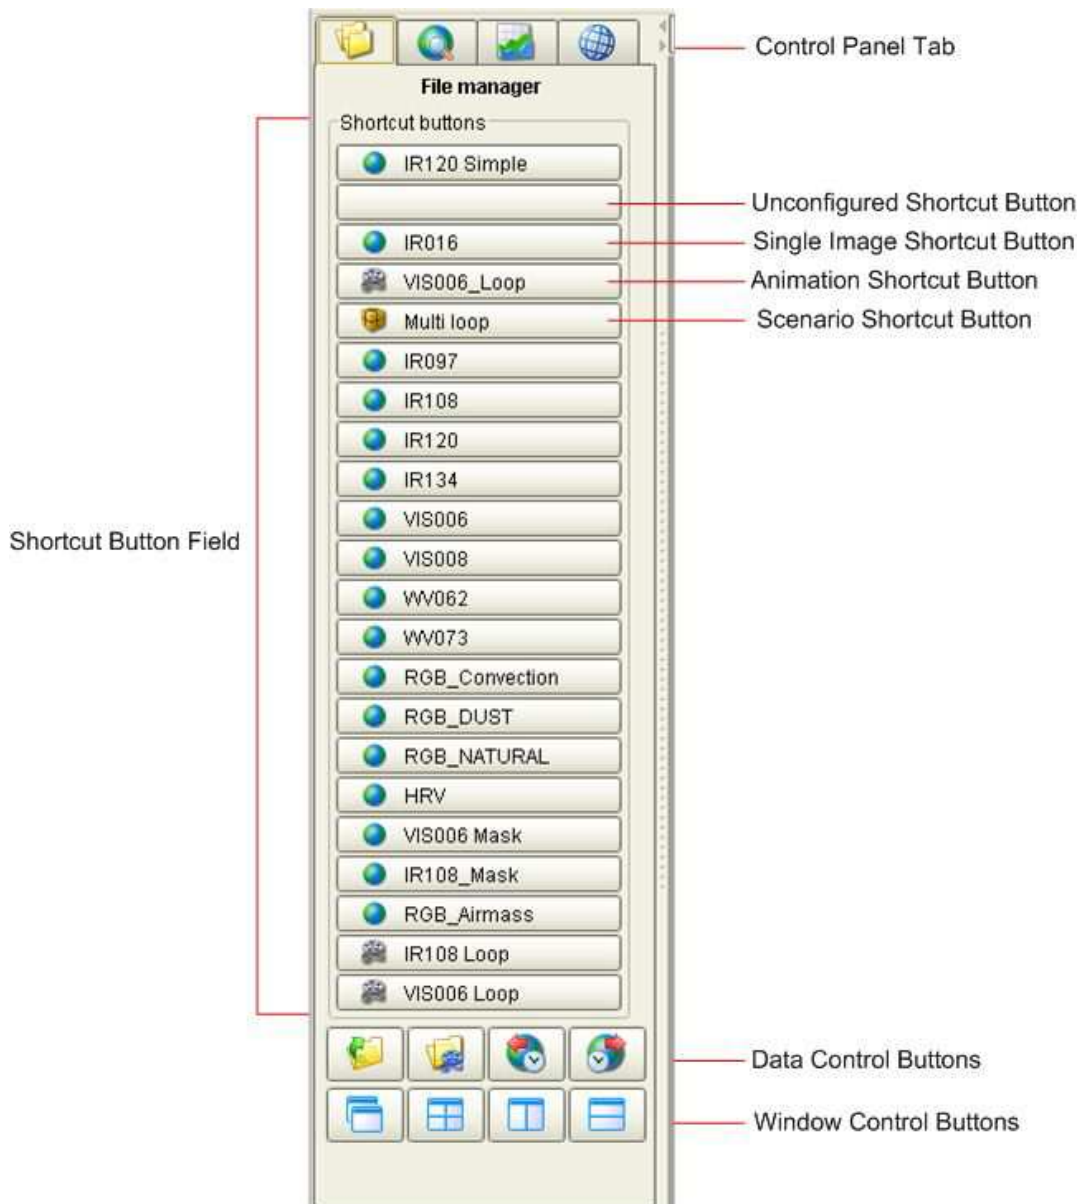 Control Panel Tab
File manager
Shortcut buttons
IR120 Simple
Unconfigured Shortcut Button
IR016
Single Image Shortcut Button
VIS006_Loop
Animation Shortcut Button
Multi loop
Scenario Shortcut Button
IR097
IR108
IR120
IR134
VIS006
Shortcut Button Field
VIS008
WV062
WV073
RGB_Convection
RGB_DUST
RGB_NATURAL
HRV
VIS006 Mask
IR108_Mask
RGB_Airmass
IR108 Loop
VIS006 Loop
Data Control Buttons
Window Control Buttons